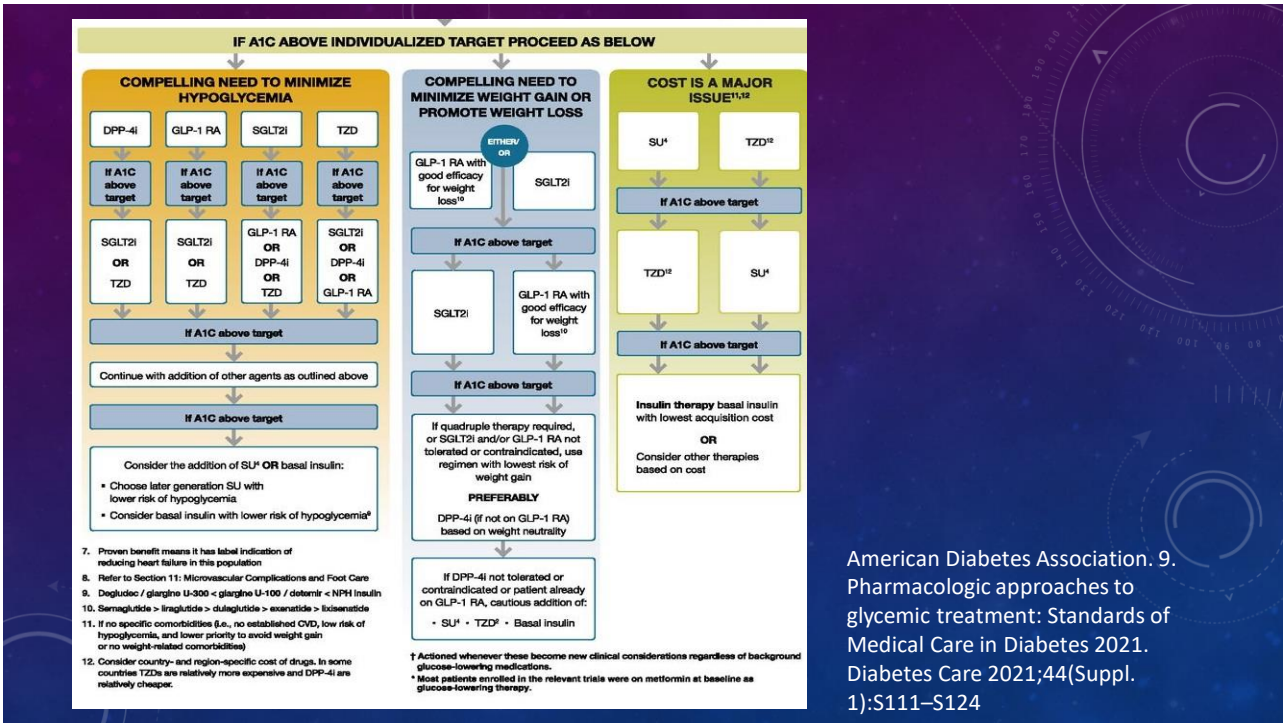 IF A1C ABOVE INDIVIDUALIZED TARGET PROCEED AS BELOW
COMPELLING NEED TO MINIMIZE
HYPOGLYCEMIA
DPP-4i
GLP-1 RA
SGLT2i
TZD
If A1C
above
target
If A1C
above
target
If A1C
above
target
If A1C
above
target
SGLT2i
OR
TZD
SGLT2i
OR
TZD
GLP-1 RA
OR
DPP-4i
OR
TZD
SGLT2i
OR
DPP-4i
OR
GLP-1 RA
If A1C above target
Continue with addition of other agents as outlined above
If A1C above target
Consider the addition of SU⁴ OR basal insulin:
• Choose later generation SU with
lower risk of hypoglycemia
• Consider basal insulin with lower risk of hypoglycemia⁹
COMPELLING NEED TO
MINIMIZE WEIGHT GAIN OR
PROMOTE WEIGHT LOSS
EITHER/
OR
GLP-1 RA with
good efficacy
for weight
loss¹⁰
SGLT2i
If A1C above target
SGLT2i
GLP-1 RA with
good efficacy
for weight
loss¹⁰
If A1C above target
If quadruple therapy required,
or SGLT2i and/or GLP-1 RA not
tolerated or contraindicated, use
regimen with lowest risk of
weight gain
PREFERABLY
DPP-4i (if not on GLP-1 RA)
based on weight neutrality
If DPP-4i not tolerated or
contraindicated or patient already
on GLP-1 RA, cautious addition of:
• SU⁴ • TZD² • Basal insulin
COST IS A MAJOR
ISSUE¹¹,¹²
SU⁴
TZD¹²
If A1C above target
TZD¹²
SU⁴
If A1C above target
Insulin therapy basal insulin
with lowest acquisition cost
OR
Consider other therapies
based on cost
7. Proven benefit means it has label indication of
reducing heart failure in this population
8. Refer to Section 11: Microvascular Complications and Foot Care
9. Degludec / glargine U-300 < glargine U-100 / detemir < NPH insulin
10. Semaglutide > liraglutide > dulaglutide > exenatide > lixisenatide
11. If no specific comorbidities (i.e., no established CVD, low risk of
hypoglycemia, and lower priority to avoid weight gain
or no weight-related comorbidities)
12. Consider country- and region-specific cost of drugs. In some
countries TZDs are relatively more expensive and DPP-4i are
relatively cheaper.
† Actioned whenever these become new clinical considerations regardless of background
glucose-lowering medications.
* Most patients enrolled in the relevant trials were on metformin at baseline as
glucose-lowering therapy.
American Diabetes Association. 9.
Pharmacologic approaches to
glycemic treatment: Standards of
Medical Care in Diabetes 2021.
Diabetes Care 2021;44(Suppl.
1):S111–S124